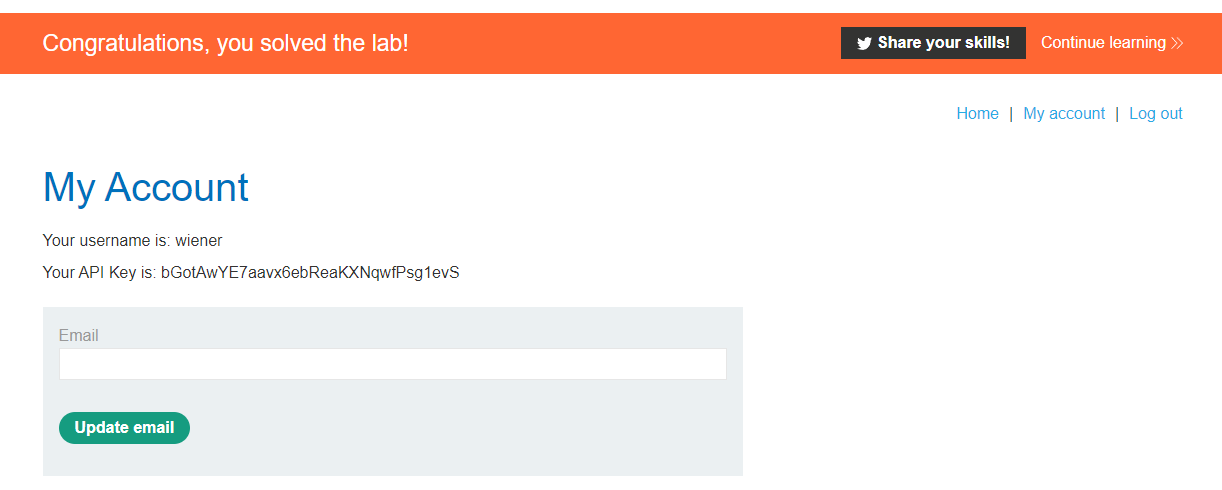 Congratulations, you solved the lab!
Share your skills!
Continue learning >>
Home | My account | Log out
My Account
Your username is: wiener
Your API Key is: bGotAwYE7aavx6ebReaKXNqwfPsg1evS
Email
Update email